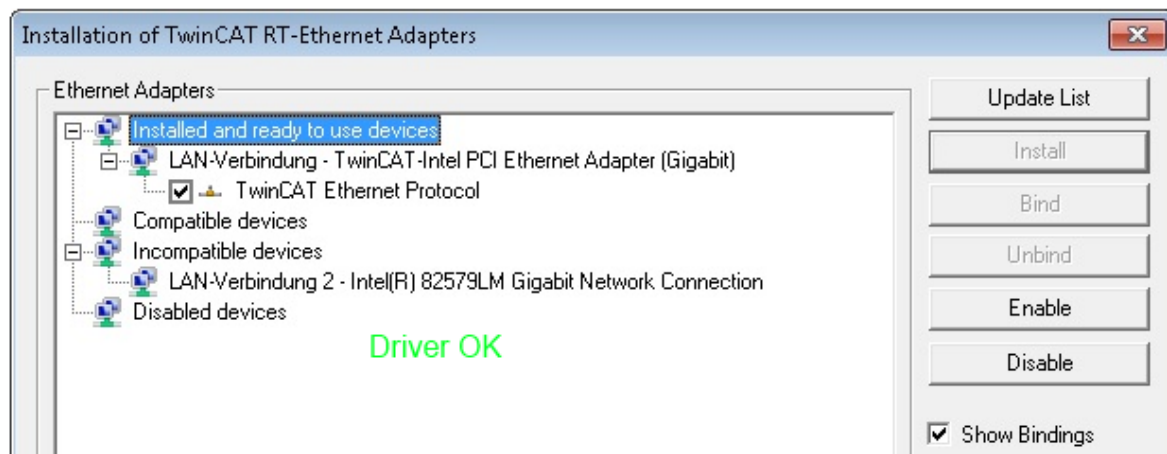 Installation of TwinCAT RT-Ethernet Adapters
Ethernet Adapters
Installed and ready to use devices
LAN-Verbindung - TwinCAT-Intel PCI Ethernet Adapter (Gigabit)
TwinCAT Ethernet Protocol
Compatible devices
Incompatible devices
LAN-Verbindung 2 - Intel(R) 82579LM Gigabit Network Connection
Disabled devices
Driver OK
Update List
Install
Bind
Unbind
Enable
Disable
Show Bindings